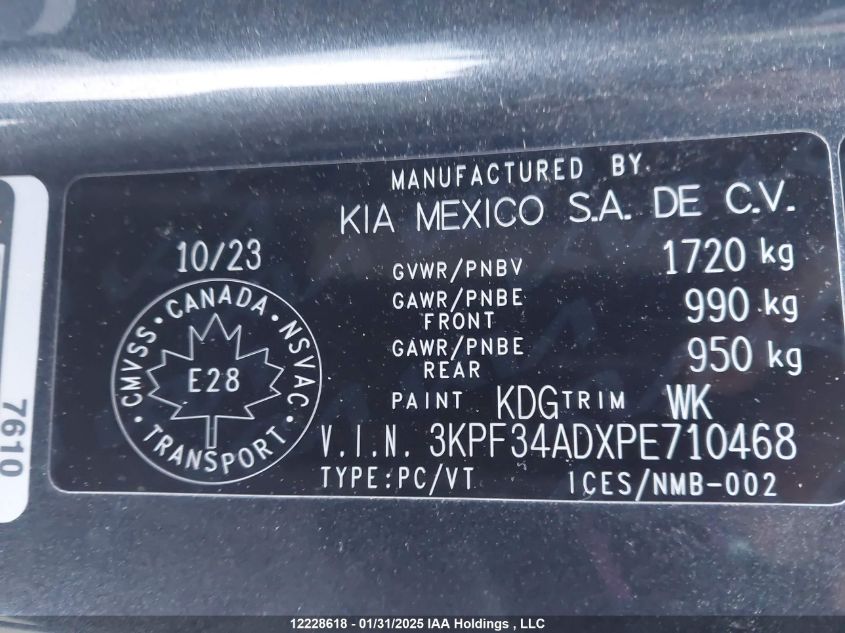 MANUFACTURED BY
KIA MEXICO S.A. DE C.V.
10/23
GVWR/PNBV 1720 kg
GAWR/PNBE FRONT 990 kg
GAWR/PNBE REAR 950 kg
CMVSS • CANADA • NSVAC • TRANSPORT •
E28
PAINT KDG TRIM WK
V.I.N. 3KPF34ADXPE710468
TYPE:PC/VT ICES/NMB-002
7610
12228618 - 01/31/2025 IAA Holdings , LLC